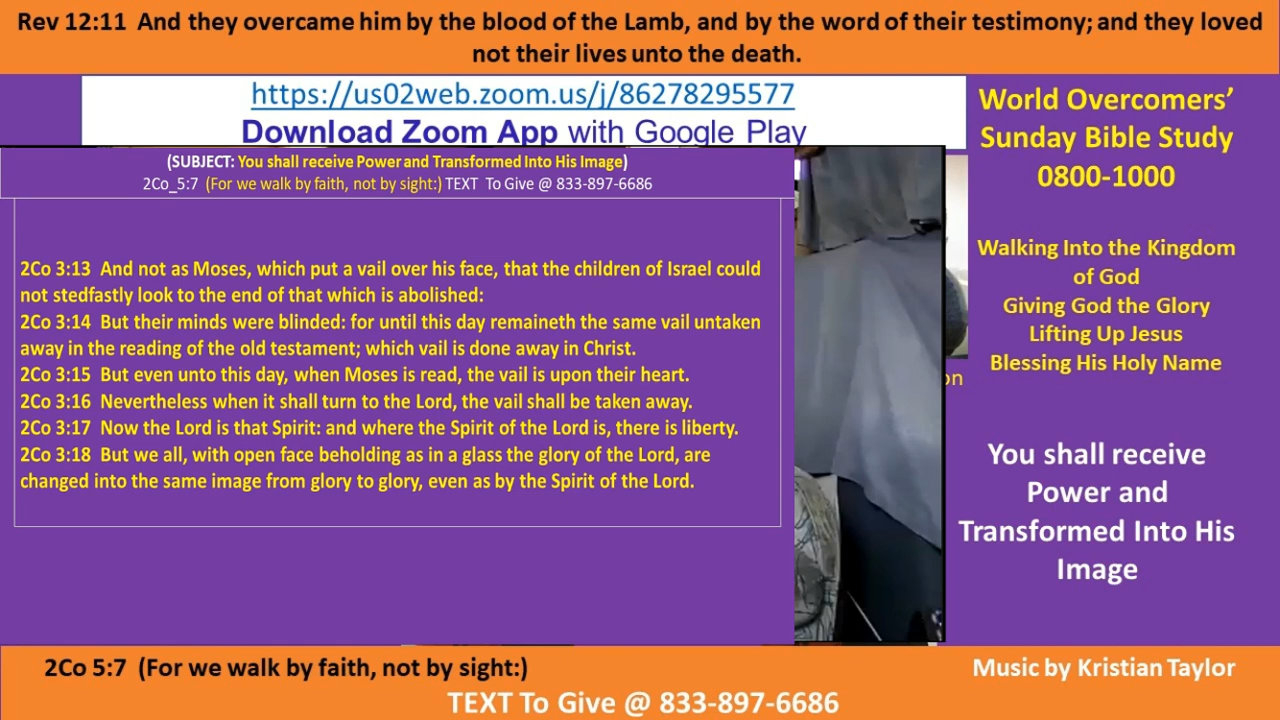 Rev 12:11  And they overcame him by the blood of the Lamb, and by the word of their testimony; and they loved
not their lives unto the death.
https://us02web.zoom.us/j/86278295577
Download Zoom App with Google Play
(SUBJECT: You shall receive Power and Transformed Into His Image)
2Co_5:7  (For we walk by faith, not by sight:) TEXT  To Give @ 833-897-6686
2Co 3:13  And not as Moses, which put a vail over his face, that the children of Israel could
not stedfastly look to the end of that which is abolished:
2Co 3:14  But their minds were blinded: for until this day remaineth the same vail untaken
away in the reading of the old testament; which vail is done away in Christ.
2Co 3:15  But even unto this day, when Moses is read, the vail is upon their heart.
2Co 3:16  Nevertheless when it shall turn to the Lord, the vail shall be taken away.
2Co 3:17  Now the Lord is that Spirit: and where the Spirit of the Lord is, there is liberty.
2Co 3:18  But we all, with open face beholding as in a glass the glory of the Lord, are
changed into the same image from glory to glory, even as by the Spirit of the Lord.
World Overcomers’
Sunday Bible Study
0800-1000
Walking Into the Kingdom
of God
Giving God the Glory
Lifting Up Jesus
Blessing His Holy Name
on
You shall receive
Power and
Transformed Into His
Image
2Co 5:7  (For we walk by faith, not by sight:)
Music by Kristian Taylor
TEXT To Give @ 833-897-6686